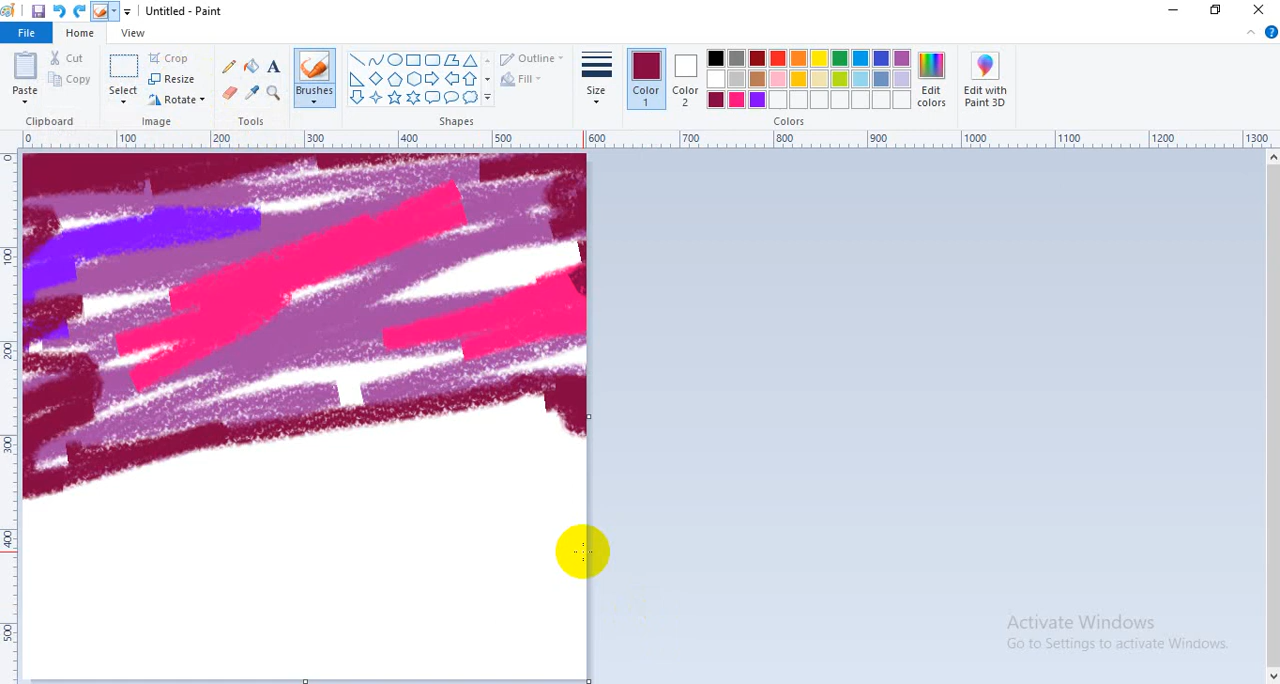 Untitled - Paint
File
Home
View
Paste
Cut
Copy
Clipboard
Select
Crop
Resize
Rotate
Image
Tools
Brushes
Outline
Fill
Shapes
Size
Color
1
Color
2
Edit
colors
Colors
Edit with
Paint 3D
0 100 200 300 400 500 600 700 800 900 1000 1100 1200 1300
0
100
200
300
400
500
Activate Windows
Go to Settings to activate Windows.